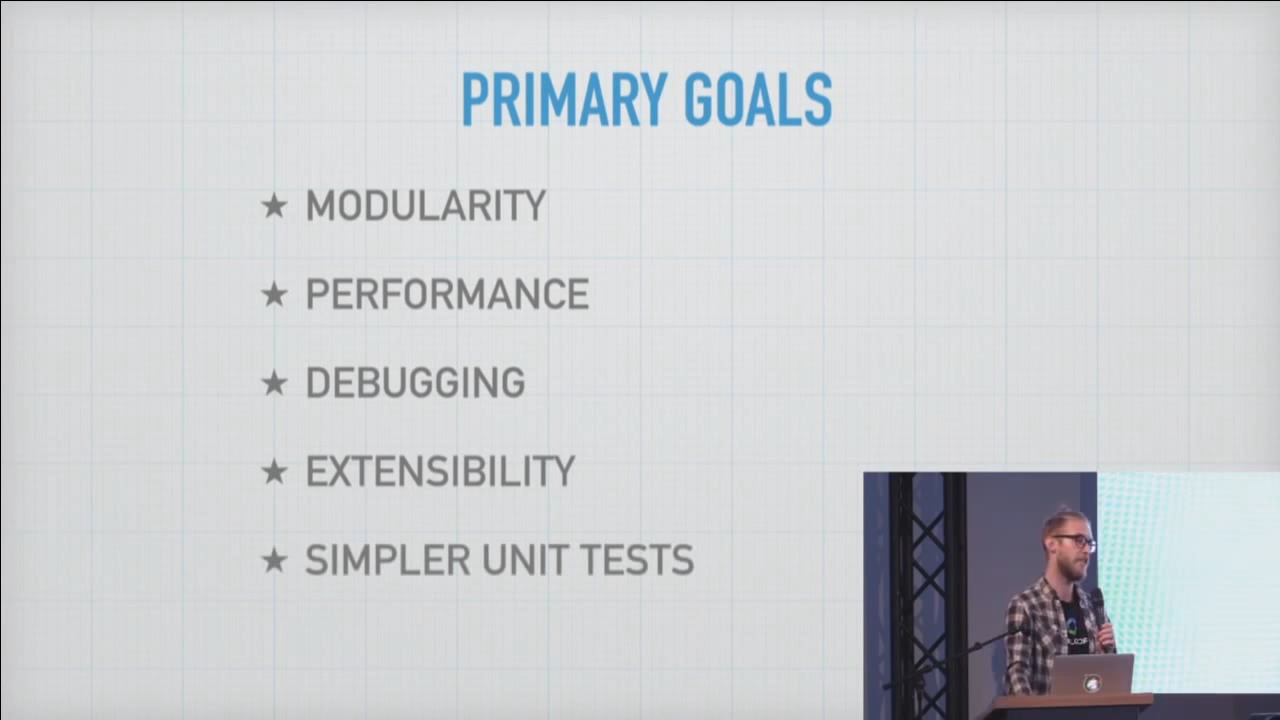 PRIMARY GOALS
★ MODULARITY
★ PERFORMANCE
★ DEBUGGING
★ EXTENSIBILITY
★ SIMPLER UNIT TESTS